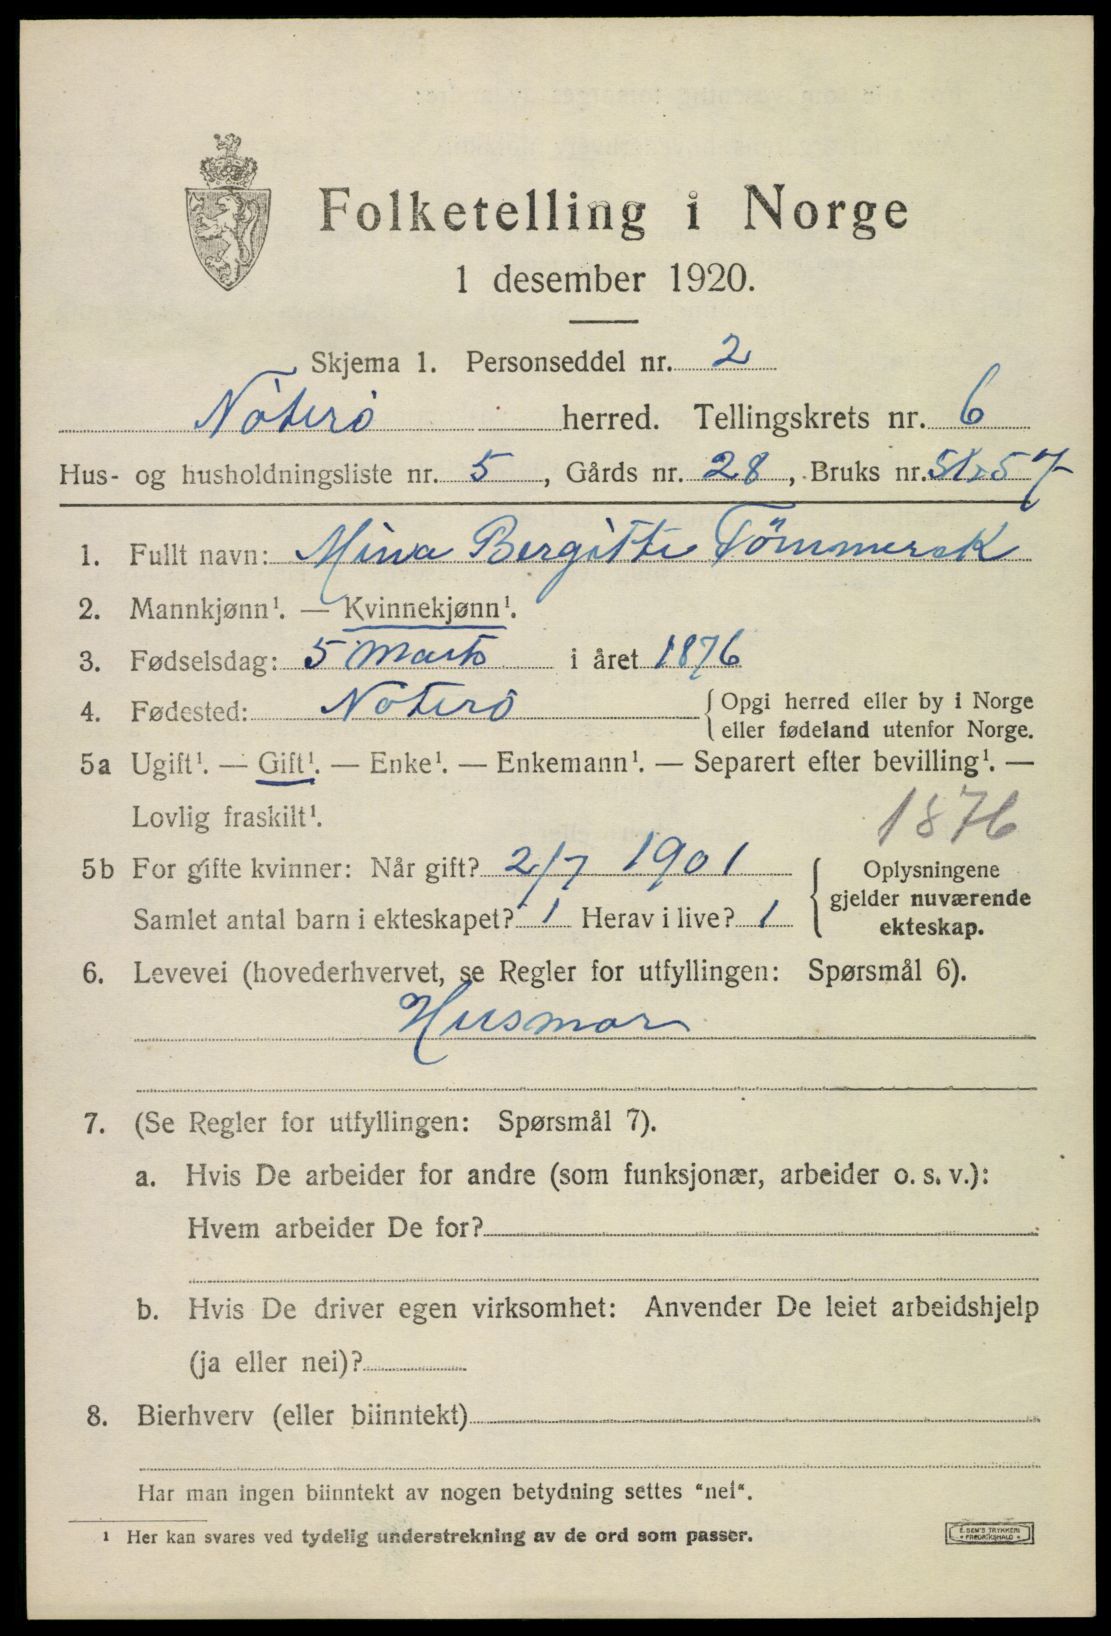 Folketelling i Norge
1 desember 1920.
Skjema 1. Personseddel nr. 2
Nøterø herred. Tellingskrets nr. 6
Hus- og husholdningsliste nr. 5, Gårds nr. 28, Bruks nr. 57
1. Fullt navn: Mina Bergitte Tömmerek
2. Mannkjønn¹. — Kvinnekjønn¹.
3. Fødselsdag: 5 Marts i året 1876
4. Fødested: Nøterö { Opgi herred eller by i Norge
eller fødeland utenfor Norge.
5a Ugift¹. — Gift¹. — Enke¹. — Enkemann¹. — Separert efter bevilling¹. —
Lovlig fraskilt¹.
1876
5b For gifte kvinner: Når gift? 2/7 1901
Samlet antal barn i ekteskapet? 1 Herav i live? 1
{ Oplysningene
gjelder nuværende
ekteskap.
6. Levevei (hovederhvervet, se Regler for utfyllingen: Spørsmål 6).
Husmor
7. (Se Regler for utfyllingen: Spørsmål 7).
a. Hvis De arbeider for andre (som funksjonær, arbeider o. s. v.):
Hvem arbeider De for?
b. Hvis De driver egen virksomhet: Anvender De leiet arbeidshjelp
(ja eller nei)?
8. Bierhverv (eller biinntekt)
Har man ingen biinntekt av nogen betydning settes "nei".
¹ Her kan svares ved tydelig understrekning av de ord som passer.
E. SEM'S TRYKKERI
FREDRIKSHALD